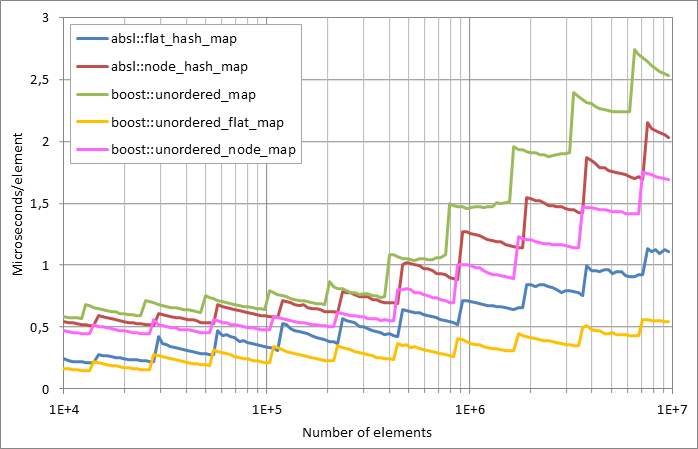 3
2,5
2
1,5
1
0,5
0
Microseconds/element
absl::flat_hash_map
absl::node_hash_map
boost::unordered_map
boost::unordered_flat_map
boost::unordered_node_map
1E+4
1E+5
1E+6
1E+7
Number of elements